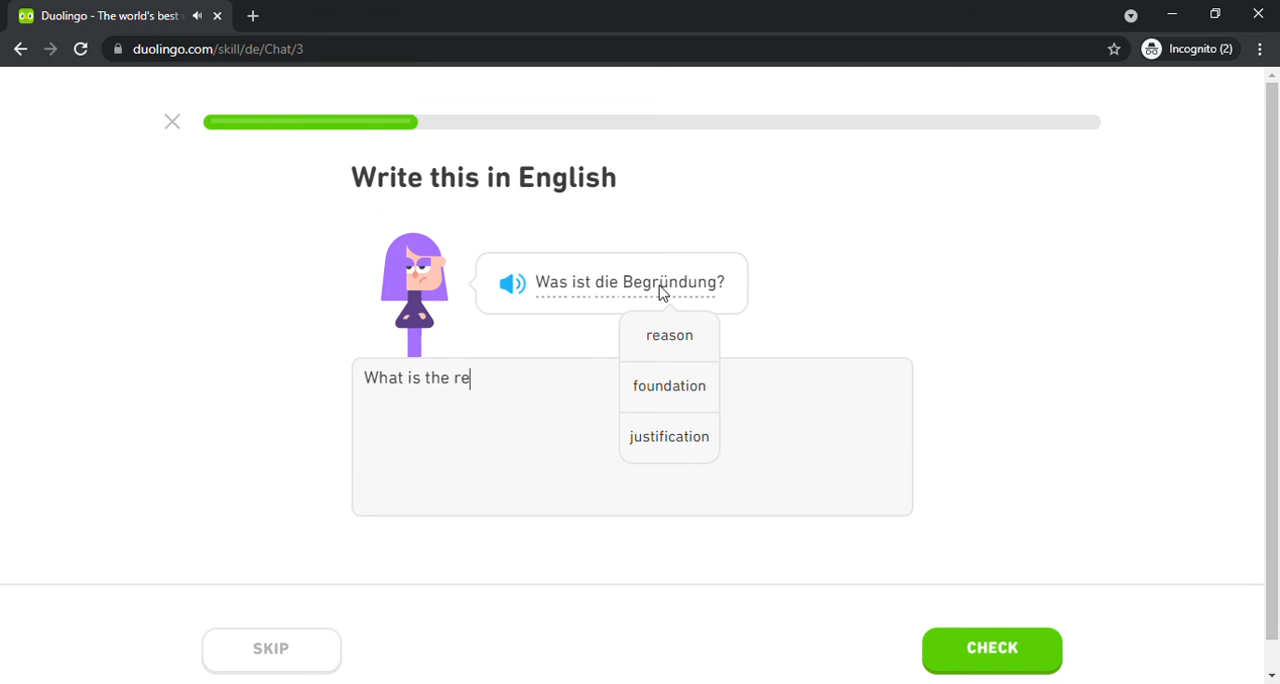 Duolingo - The world's best
duolingo.com/skill/de/Chat/3
Incognito (2)
Write this in English
Was ist die Begründung?
reason
foundation
justification
What is the re
SKIP
CHECK